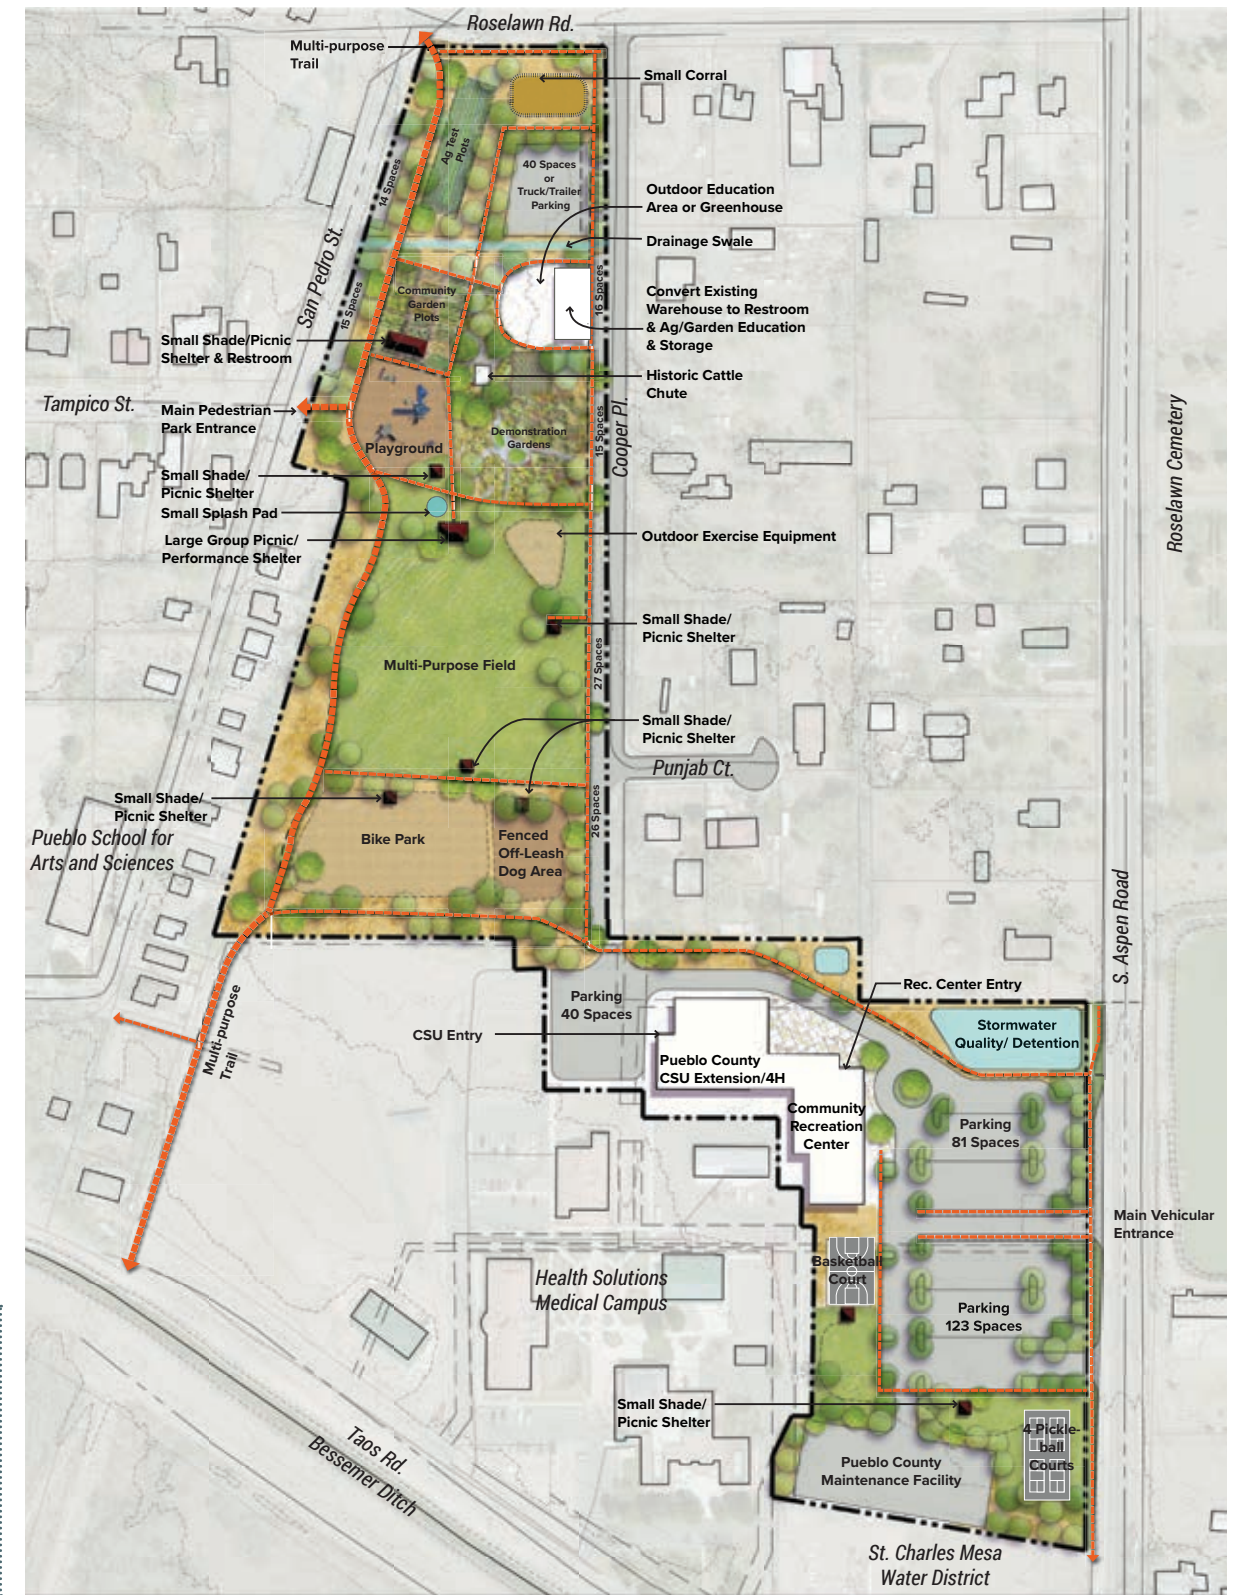 Roselawn Rd.
Multi-purpose
Trail
Small Corral
Ag Test
Plots
14 Spaces
40 Spaces
or
Truck/Trailer
Parking
Outdoor Education
Area or Greenhouse
Drainage Swale
San Pedro St.
15 Spaces
Community
Garden
Plots
16 Spaces
Convert Existing
Warehouse to Restroom
& Ag/Garden Education
& Storage
Small Shade/Picnic
Shelter & Restroom
Historic Cattle
Chute
Tampico St.
Main Pedestrian
Park Entrance
Playground
Demonstration
Gardens
15 Spaces
Cooper Pl.
Roselawn Cemetery
Small Shade/
Picnic Shelter
Small Splash Pad
Large Group Picnic/
Performance Shelter
Outdoor Exercise Equipment
Small Shade/
Picnic Shelter
Multi-Purpose Field
27 Spaces
Small Shade/
Picnic Shelter
Punjab Ct.
Small Shade/
Picnic Shelter
26 Spaces
Pueblo School for
Arts and Sciences
Bike Park
Fenced
Off-Leash
Dog Area
S. Aspen Road
Rec. Center Entry
Parking
40 Spaces
CSU Entry
Stormwater
Quality/ Detention
Multi-purpose
Trail
Pueblo County
CSU Extension/4H
Community
Recreation
Center
Parking
81 Spaces
Main Vehicular
Entrance
Basketball
Court
Health Solutions
Medical Campus
Parking
123 Spaces
Small Shade/
Picnic Shelter
4 Pickle-
ball
Courts
Taos Rd.
Bessemer Ditch
Pueblo County
Maintenance Facility
St. Charles Mesa
Water District